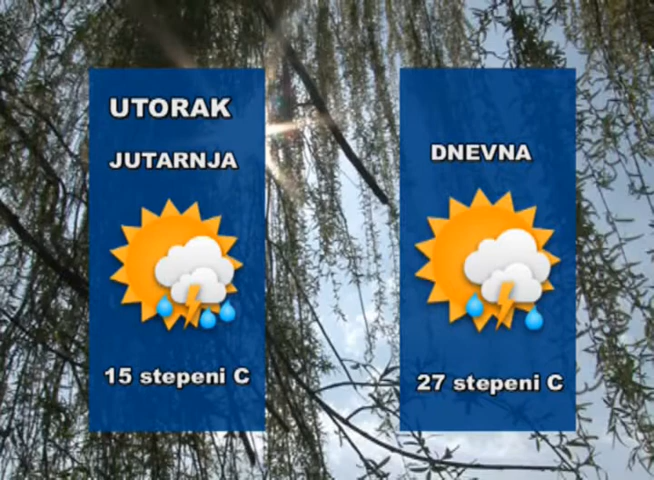 UTORAK
JUTARNJA
15 stepeni C
DNEVNA
27 stepeni C